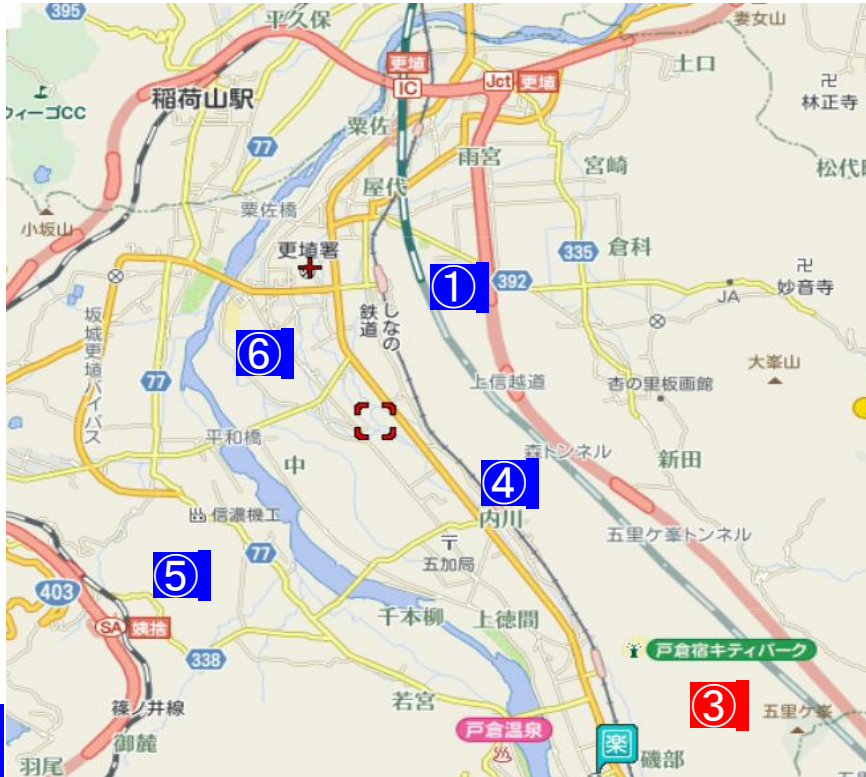 395
平久保
妻女山
更埴
IC
Jct 更埴
土口
卍
林正寺
ウィーゴCC
稲荷山駅
77
粟佐
雨宮
宮崎
松代町
屋代
小坂山
粟佐橋
更埴署
335
倉科
①
392
卍
妙音寺
JA
しなの鉄道
坂城更埴バイパス
⑥
大峯山
上信越道
77
杏の里板画館
平和橋
中
森トンネル
新田
④
信濃機工
内川
〒
五加局
五里ケ峯トンネル
77
⑤
403
千本柳
上徳間
SA 姨捨
338
戸倉宿キティパーク
篠ノ井線
若宮
③
五里ケ峯
戸倉温泉
御麓
羽尾
楽
磯部